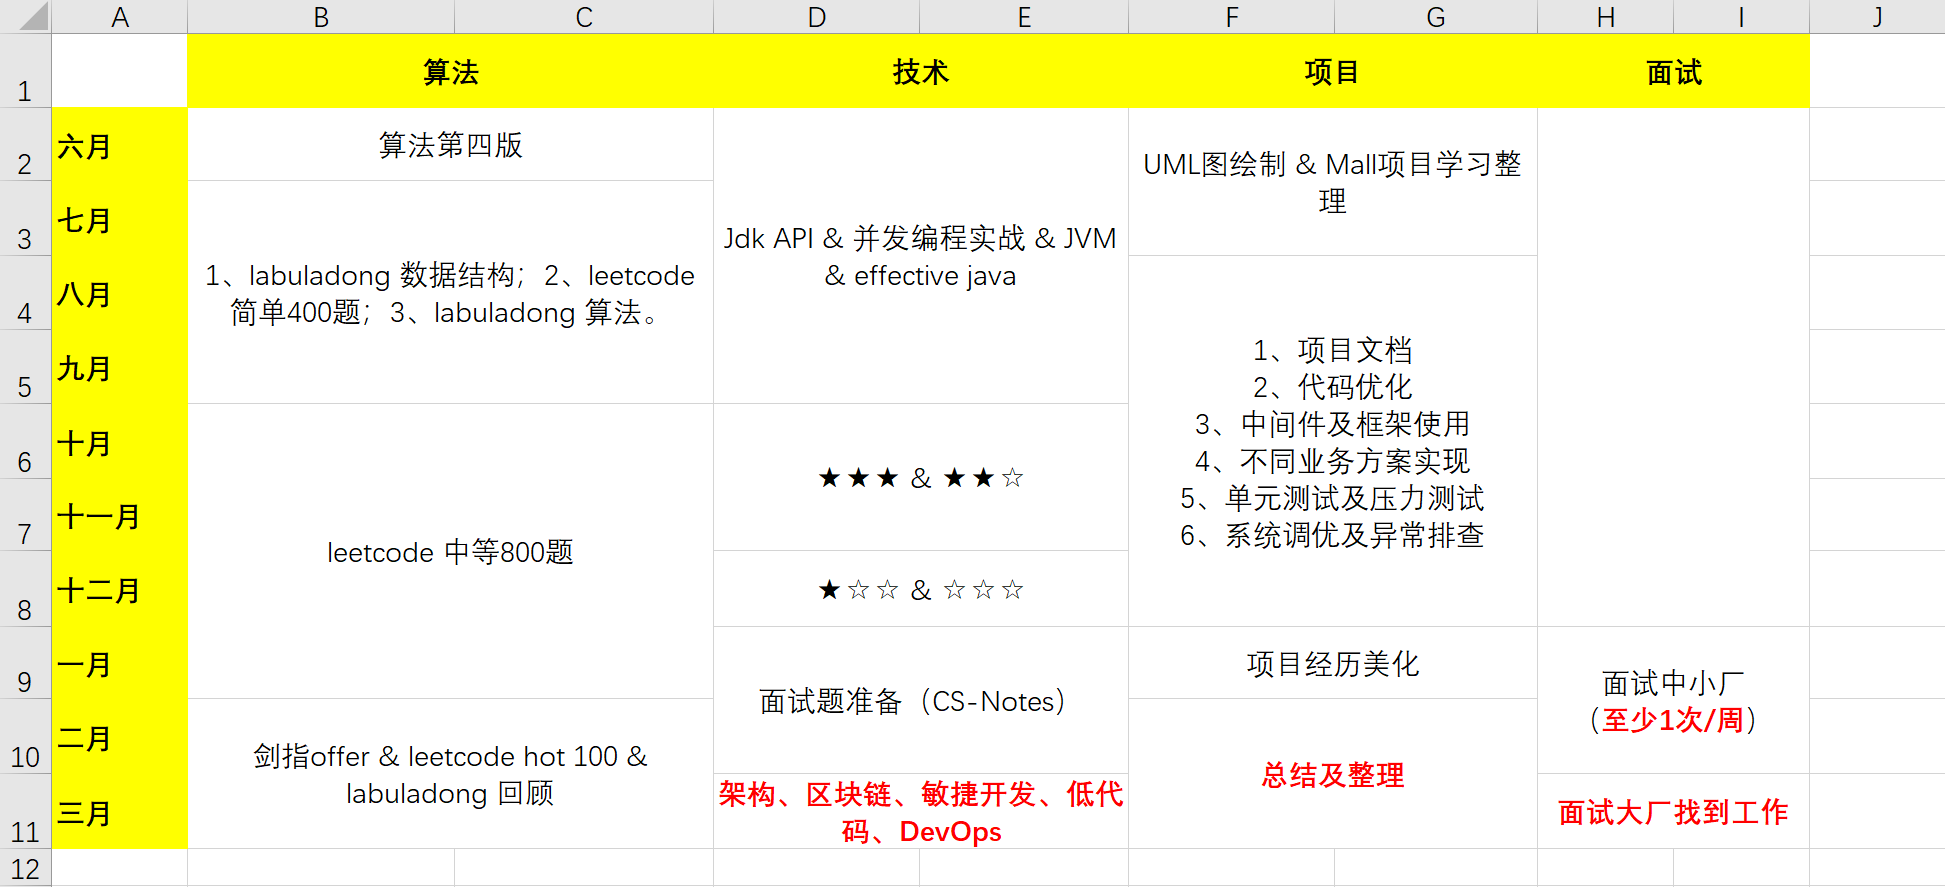 A B C D E F G H I J
1 算法 技术 项目 面试
2 六月 算法第四版
UML图绘制 & Mall项目学习整
理
3 七月
Jdk API & 并发编程实战 & JVM
& effective java
1、labuladong 数据结构；2、leetcode
简单400题；3、labuladong 算法。
4 八月
5 九月
1、项目文档
2、代码优化
3、中间件及框架使用
4、不同业务方案实现
5、单元测试及压力测试
6、系统调优及异常排查
6 十月
★★★ & ★★☆
7 十一月
leetcode 中等800题
8 十二月
★☆☆ & ☆☆☆
9 一月
项目经历美化
面试中小厂
（至少1次/周）
面试题准备（CS-Notes）
10 二月
剑指offer & leetcode hot 100 &
labuladong 回顾
总结及整理
11 三月
架构、区块链、敏捷开发、低代
码、DevOps
面试大厂找到工作
12